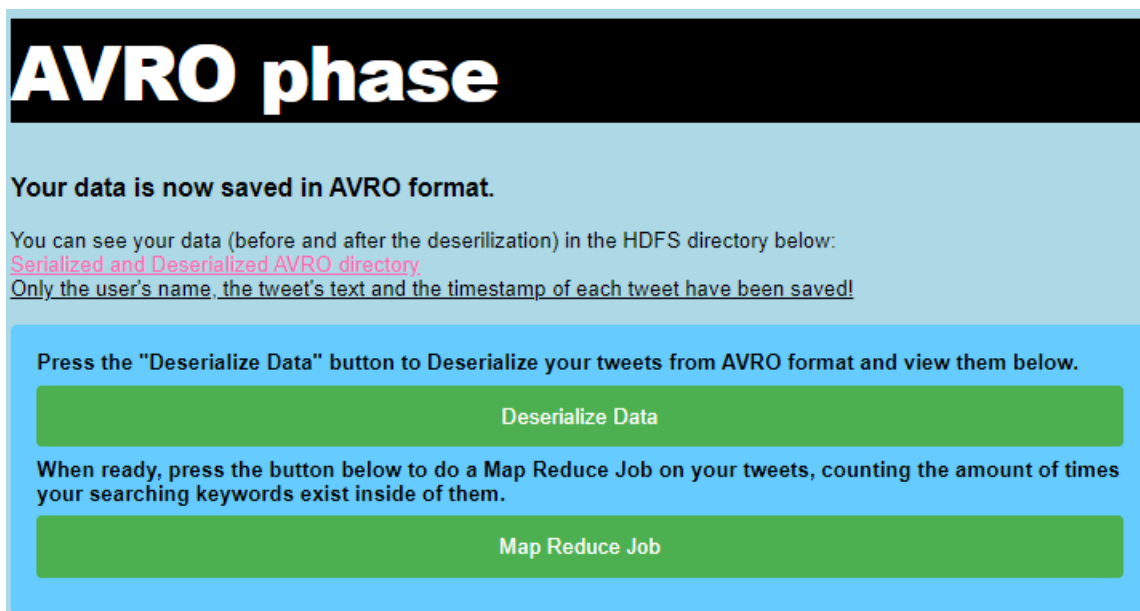 AVRO phase
Your data is now saved in AVRO format.
You can see your data (before and after the deserilization) in the HDFS directory below:
Serialized and Deserialized AVRO directory
Only the user's name, the tweet's text and the timestamp of each tweet have been saved!
Press the "Deserialize Data" button to Deserialize your tweets from AVRO format and view them below.
Deserialize Data
When ready, press the button below to do a Map Reduce Job on your tweets, counting the amount of times
your searching keywords exist inside of them.
Map Reduce Job